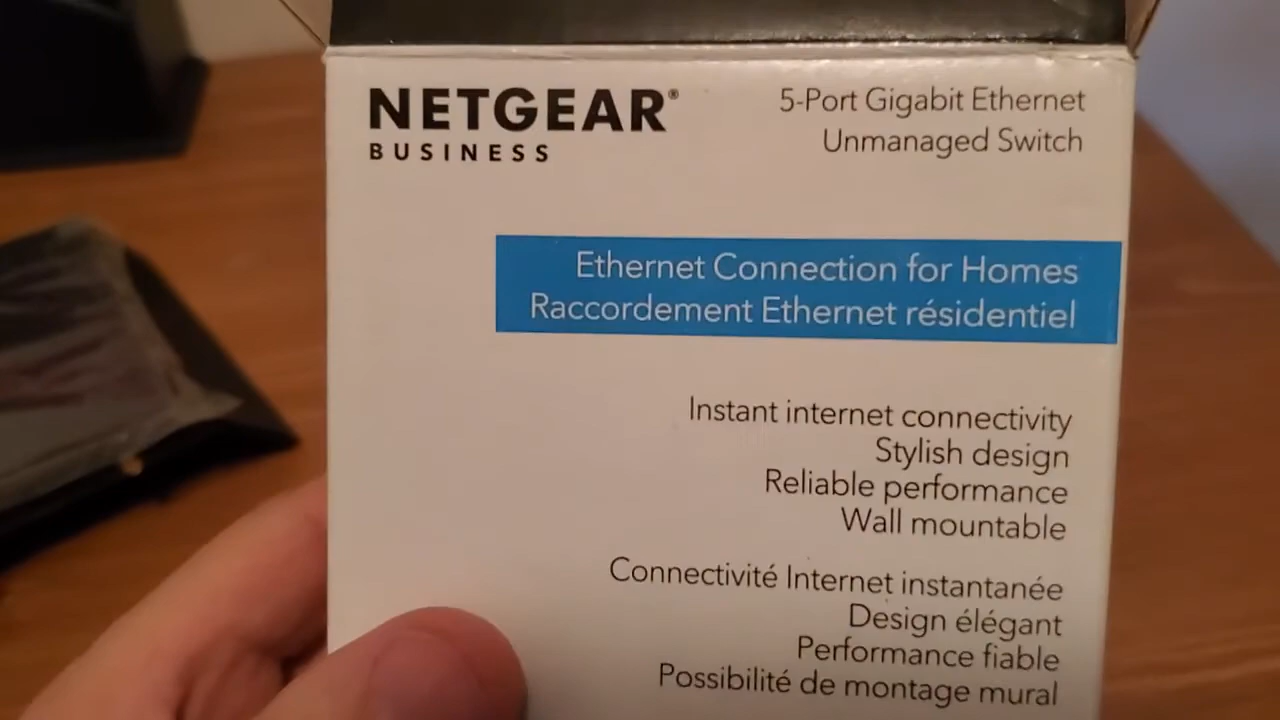 NETGEAR®
BUSINESS
5-Port Gigabit Ethernet
Unmanaged Switch
Ethernet Connection for Homes
Raccordement Ethernet résidentiel
Instant internet connectivity
Stylish design
Reliable performance
Wall mountable
Connectivité Internet instantanée
Design élégant
Performance fiable
Possibilité de montage mural